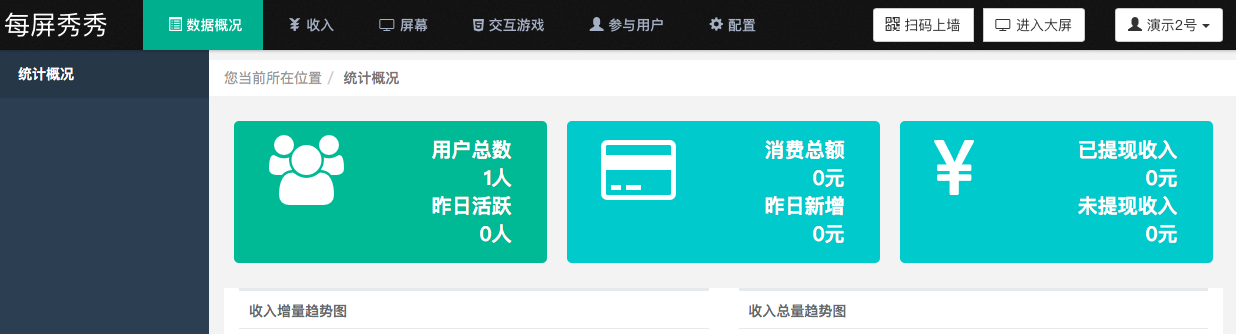 每屏秀秀 数据概况 收入 屏幕 交互游戏 参与用户 配置 扫码上墙 进入大屏 演示2号
统计概况
您当前所在位置 / 统计概况
用户总数
1人
昨日活跃
0人
消费总额
0元
昨日新增
0元
已提现收入
0元
未提现收入
0元
收入增量趋势图
收入总量趋势图